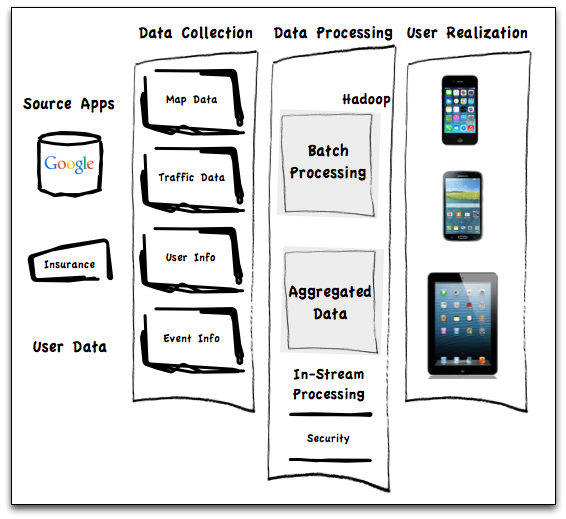 Data Collection
Data Processing
User Realization
Source Apps
Google
Insurance
User Data
Map Data
Traffic Data
User Info
Event Info
Hadoop
Batch
Processing
Aggregated
Data
In-Stream
Processing
Security